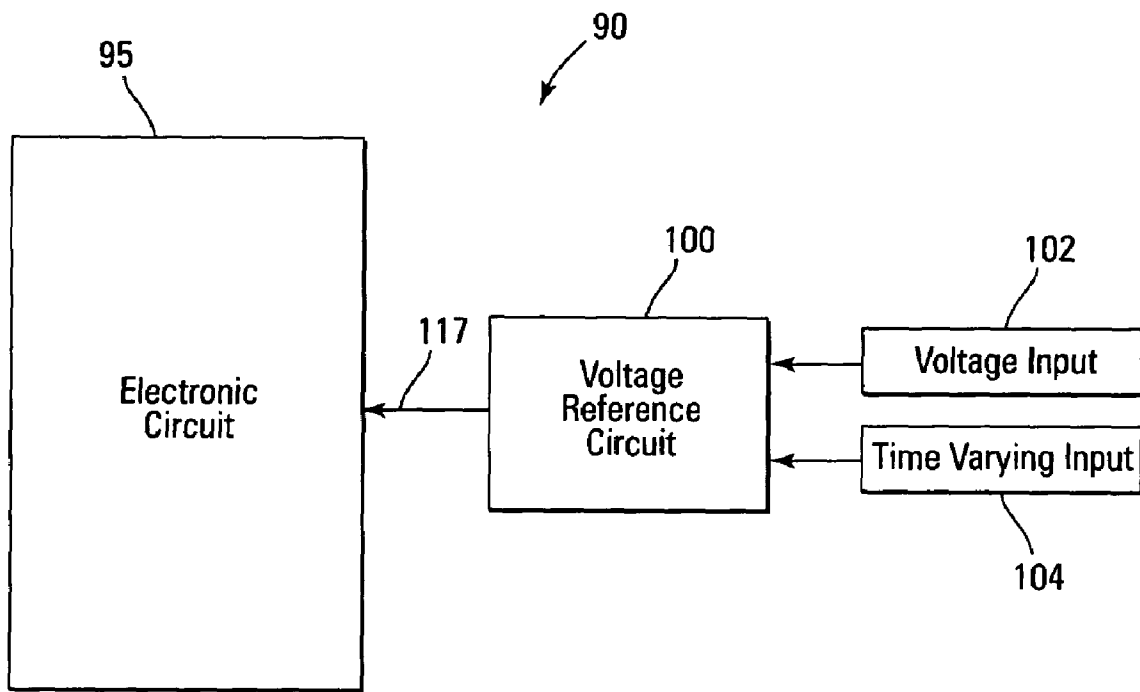 90
95
100
102
117
Electronic
Circuit
Voltage
Reference
Circuit
Voltage Input
Time Varying Input
104